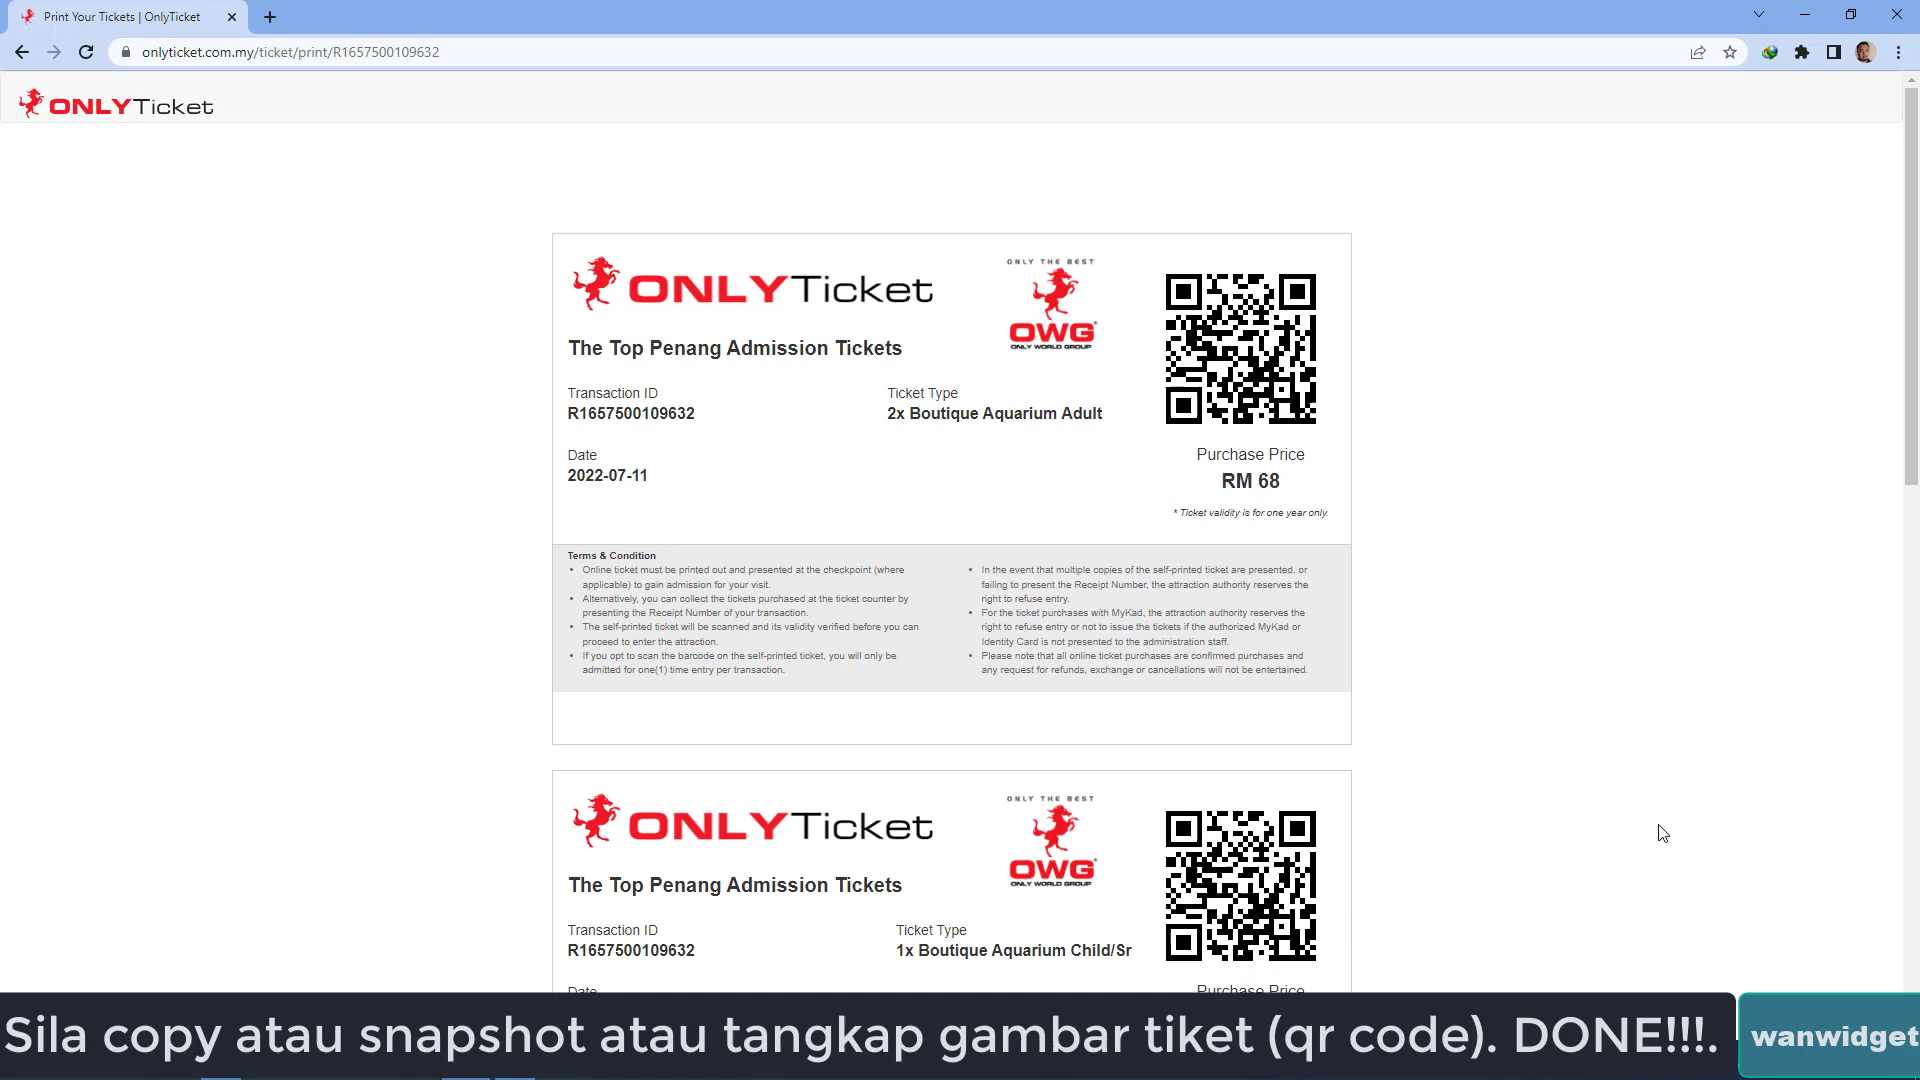 Print Your Tickets | OnlyTicket
onlyticket.com.my/ticket/print/R1657500109632
ONLYTicket
ONLYTicket
ONLY THE BEST
OWG
ONLY WORLD GROUP
The Top Penang Admission Tickets
Transaction ID
R1657500109632
Ticket Type
2x Boutique Aquarium Adult
Date
2022-07-11
Purchase Price
RM 68
* Ticket validity is for one year only.
Terms & Condition
• Online ticket must be printed out and presented at the checkpoint (where
applicable) to gain admission for your visit.
• Alternatively, you can collect the tickets purchased at the ticket counter by
presenting the Receipt Number of your transaction.
• The self-printed ticket will be scanned and its validity verified before you can
proceed to enter the attraction.
• If you opt to scan the barcode on the self-printed ticket, you will only be
admitted for one(1) time entry per transaction.
• In the event that multiple copies of the self-printed ticket are presented, or
failing to present the Receipt Number, the attraction authority reserves the
right to refuse entry.
• For the ticket purchases with MyKad, the attraction authority reserves the
right to refuse entry or not to issue the tickets if the authorized MyKad or
Identity Card is not presented to the administration staff.
• Please note that all online ticket purchases are confirmed purchases and
any request for refunds, exchange or cancellations will not be entertained.
ONLYTicket
ONLY THE BEST
OWG
ONLY WORLD GROUP
The Top Penang Admission Tickets
Transaction ID
R1657500109632
Ticket Type
1x Boutique Aquarium Child/Sr
Date
Purchase Price
Sila copy atau snapshot atau tangkap gambar tiket (qr code). DONE!!!.
wanwidget